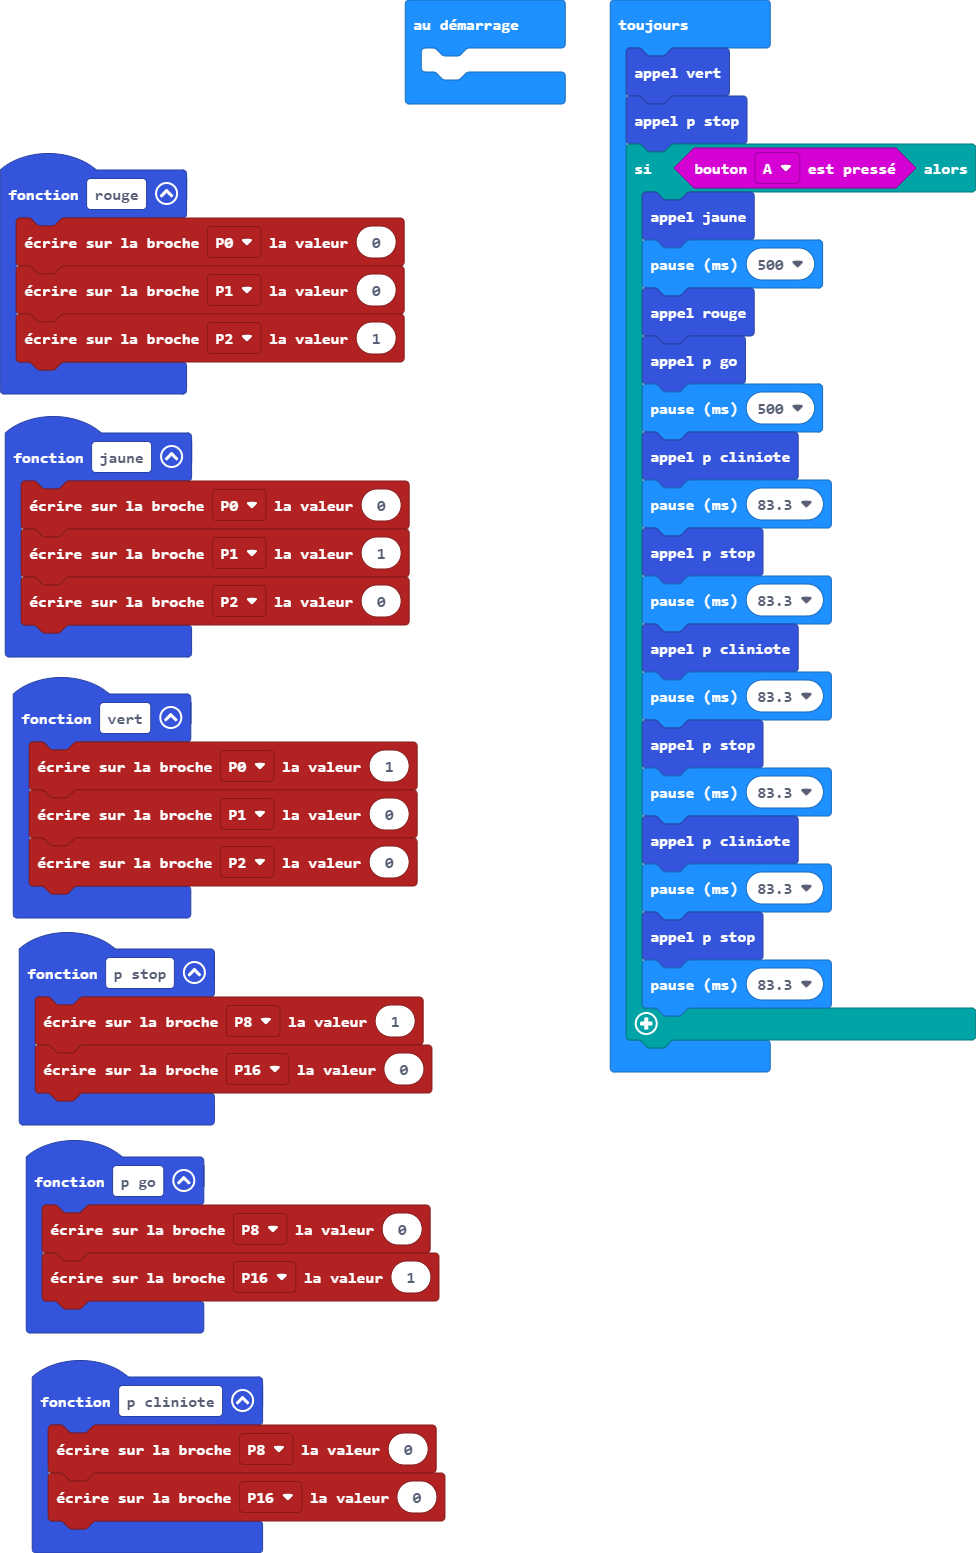 au démarrage
toujours
appel vert
appel p stop
si bouton A est pressé alors
appel jaune
pause (ms) 500
appel rouge
appel p go
pause (ms) 500
appel p cliniote
pause (ms) 83.3
appel p stop
pause (ms) 83.3
appel p cliniote
pause (ms) 83.3
appel p stop
pause (ms) 83.3
appel p cliniote
pause (ms) 83.3
appel p stop
pause (ms) 83.3
fonction rouge
écrire sur la broche P0 la valeur 0
écrire sur la broche P1 la valeur 0
écrire sur la broche P2 la valeur 1
fonction jaune
écrire sur la broche P0 la valeur 0
écrire sur la broche P1 la valeur 1
écrire sur la broche P2 la valeur 0
fonction vert
écrire sur la broche P0 la valeur 1
écrire sur la broche P1 la valeur 0
écrire sur la broche P2 la valeur 0
fonction p stop
écrire sur la broche P8 la valeur 1
écrire sur la broche P16 la valeur 0
fonction p go
écrire sur la broche P8 la valeur 0
écrire sur la broche P16 la valeur 1
fonction p cliniote
écrire sur la broche P8 la valeur 0
écrire sur la broche P16 la valeur 0